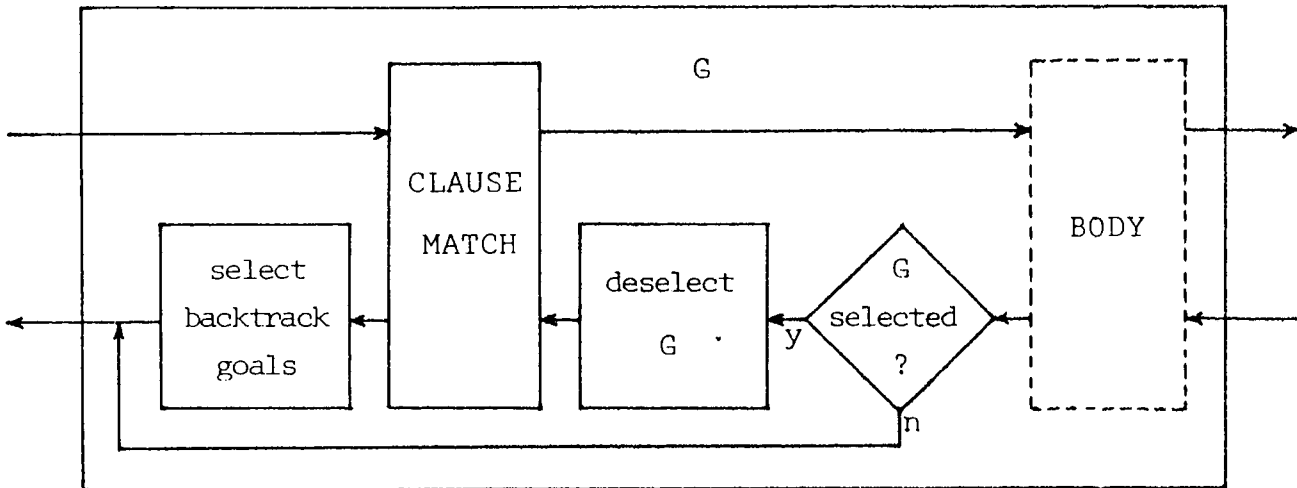 G
CLAUSE
MATCH
BODY
select
backtrack
goals
deselect
G
G
selected
?
y
n